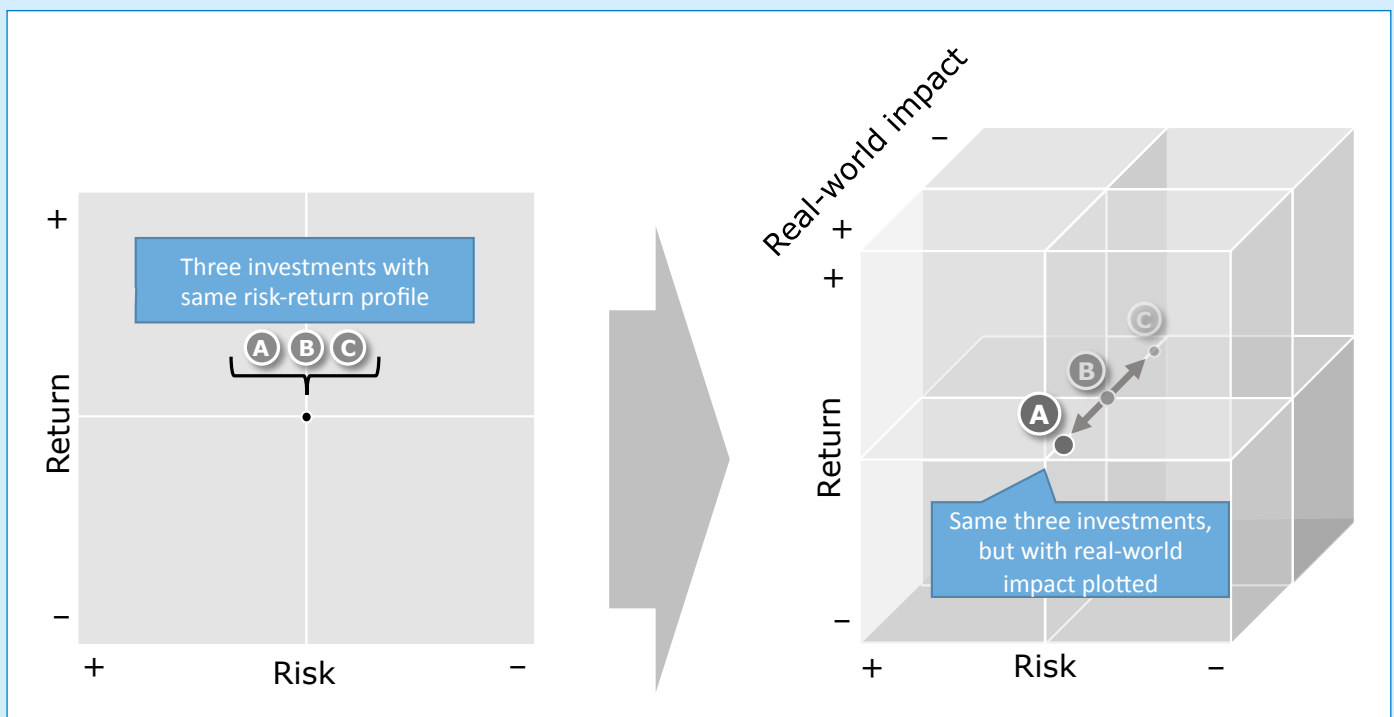 +
Three investments with
same risk-return profile
A B C
Return
–
+ Risk –
Real-world impact
–
+
+
C
B
A
Return
Same three investments,
but with real-world
impact plotted
–
+ Risk –